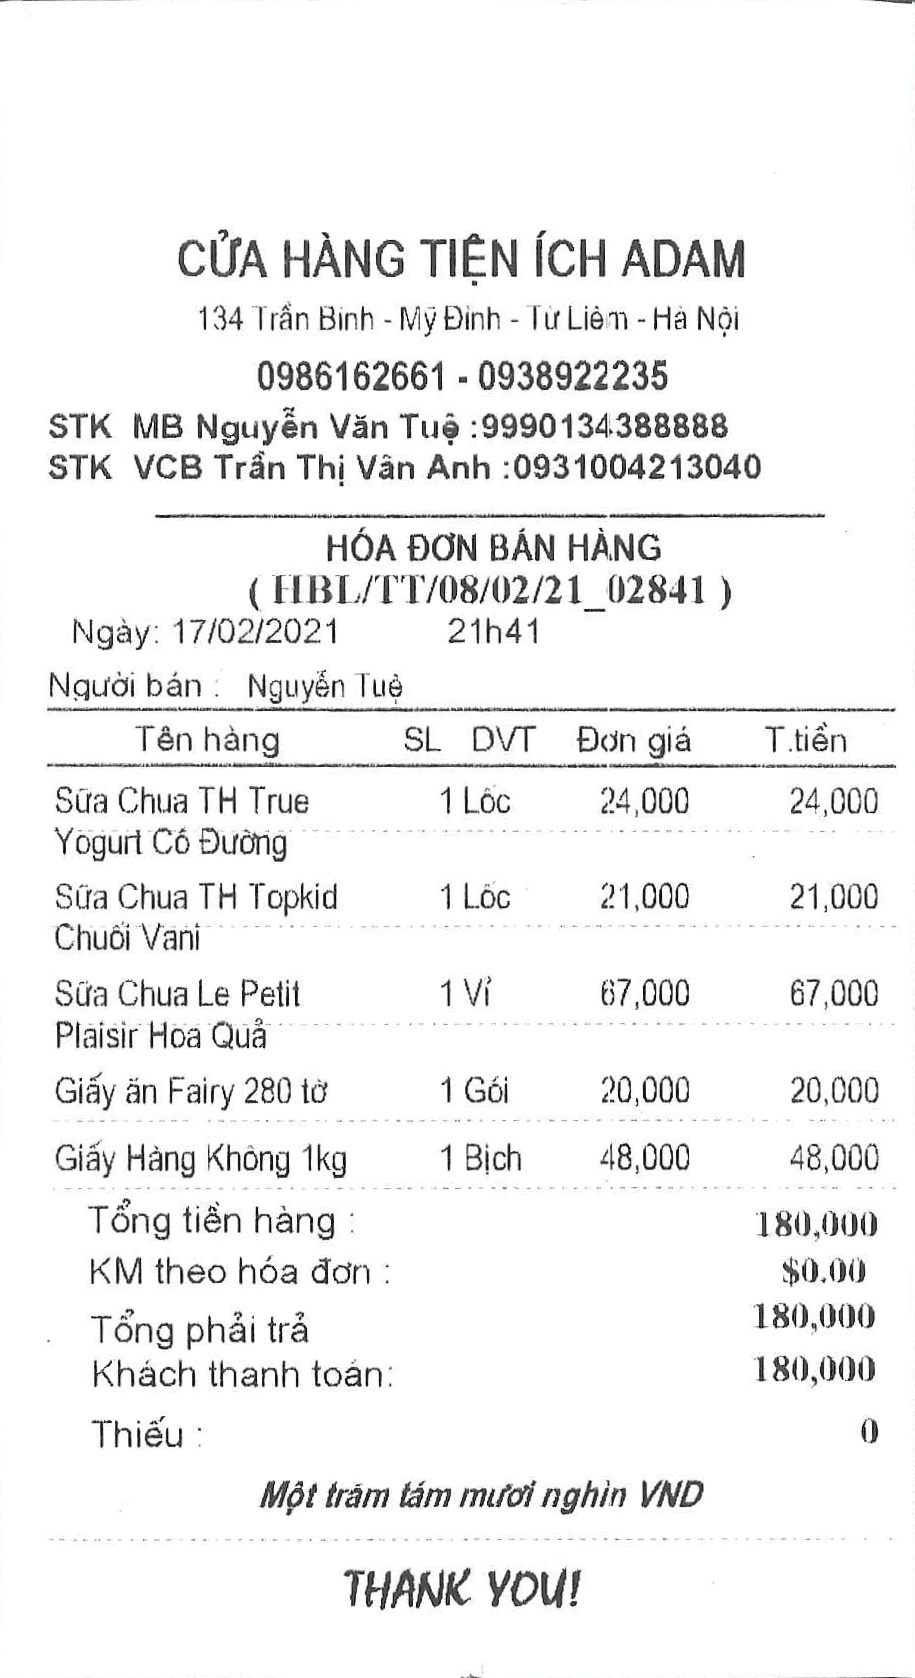 CỬA HÀNG TIỆN ÍCH ADAM
134 Trần Bình - Mỹ Đình - Từ Liêm - Hà Nội
0986162661 - 0938922235
STK MB Nguyễn Văn Tuệ :9990134388888
STK VCB Trần Thị Vân Anh :0931004213040
HÓA ĐƠN BÁN HÀNG
( HBL/TT/08/02/21_02841 )
Ngày: 17/02/2021 21h41
Người bán : Nguyễn Tuệ
Tên hàng SL DVT Đơn giá T.tiền
Sữa Chua TH True 1 Lốc 24,000 24,000
Yogurt Có Đường
Sữa Chua TH Topkid 1 Lốc 21,000 21,000
Chuối Vani
Sữa Chua Le Petit 1 Vỉ 67,000 67,000
Plaisir Hoa Quả
Giấy ăn Fairy 280 tờ 1 Gói 20,000 20,000
Giấy Hàng Không 1kg 1 Bịch 48,000 48,000
Tổng tiền hàng : 180,000
KM theo hóa đơn : $0.00
Tổng phải trả 180,000
Khách thanh toán: 180,000
Thiếu : 0
Một trăm tám mươi nghìn VND
THANK YOU!